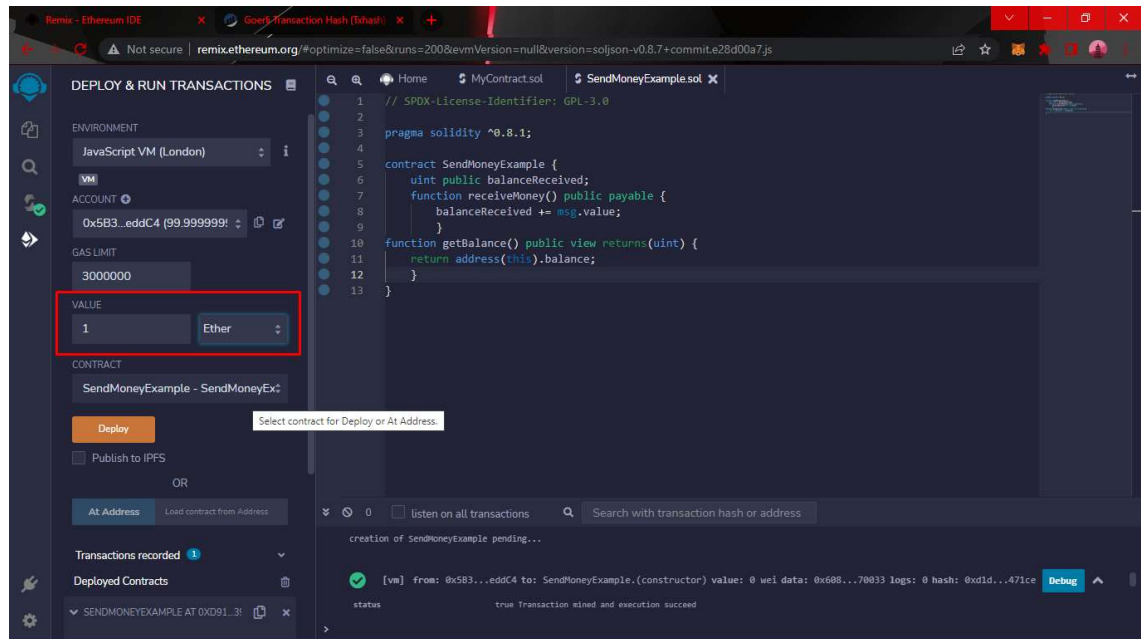 Remix - Ethereum IDE
Goerli Transaction Hash (Txhash)
Not secure remix.ethereum.org/#optimize=false&runs=200&evmVersion=null&version=soljson-v0.8.7+commit.e28d00a7.js
DEPLOY & RUN TRANSACTIONS
Home
MyContract.sol
SendMoneyExample.sol
ENVIRONMENT
JavaScript VM (London)
VM
ACCOUNT
0x5B3...eddC4 (99.9999999
GAS LIMIT
3000000
VALUE
1
Ether
CONTRACT
SendMoneyExample - SendMoneyEx
Deploy
Select contract for Deploy or At Address.
Publish to IPFS
OR
At Address
Load contract from Address
Transactions recorded 1
Deployed Contracts
SENDMONEYEXAMPLE AT 0XD91...39
1 // SPDX-License-Identifier: GPL-3.0
2
3 pragma solidity ^0.8.1;
4
5 contract SendMoneyExample {
6 uint public balanceReceived;
7 function receiveMoney() public payable {
8 balanceReceived += msg.value;
9 }
10 function getBalance() public view returns(uint) {
11 return address(this).balance;
12 }
13 }
0
listen on all transactions
Search with transaction hash or address
creation of SendMoneyExample pending...
[vm] from: 0x5B3...eddC4 to: SendMoneyExample.(constructor) value: 0 wei data: 0x608...70033 logs: 0 hash: 0xd1d...471ce
Debug
status true Transaction mined and execution succeed
>